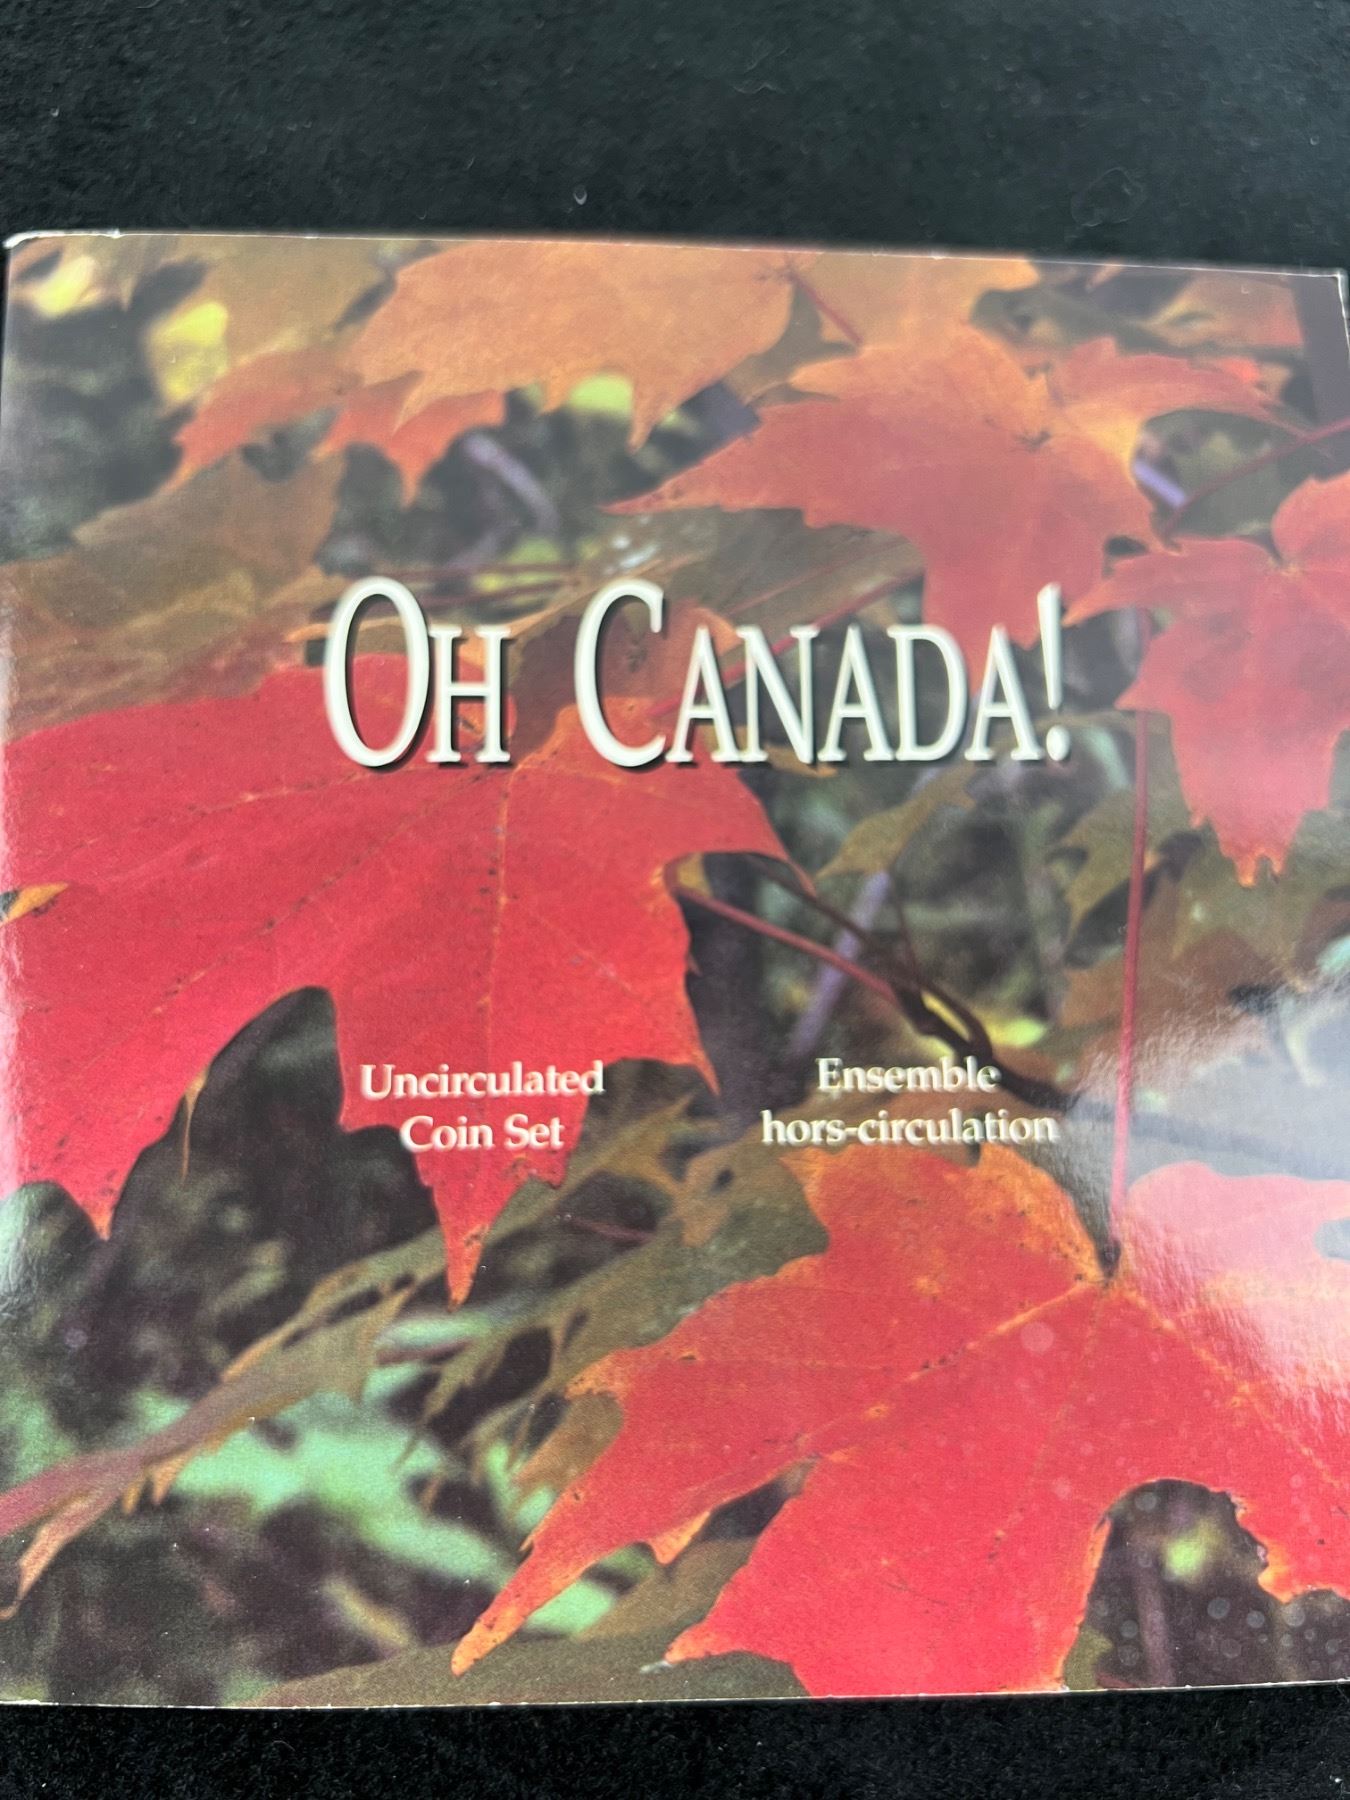 OH CANADA!
Uncirculated
Coin Set
Ensemble
hors-circulation